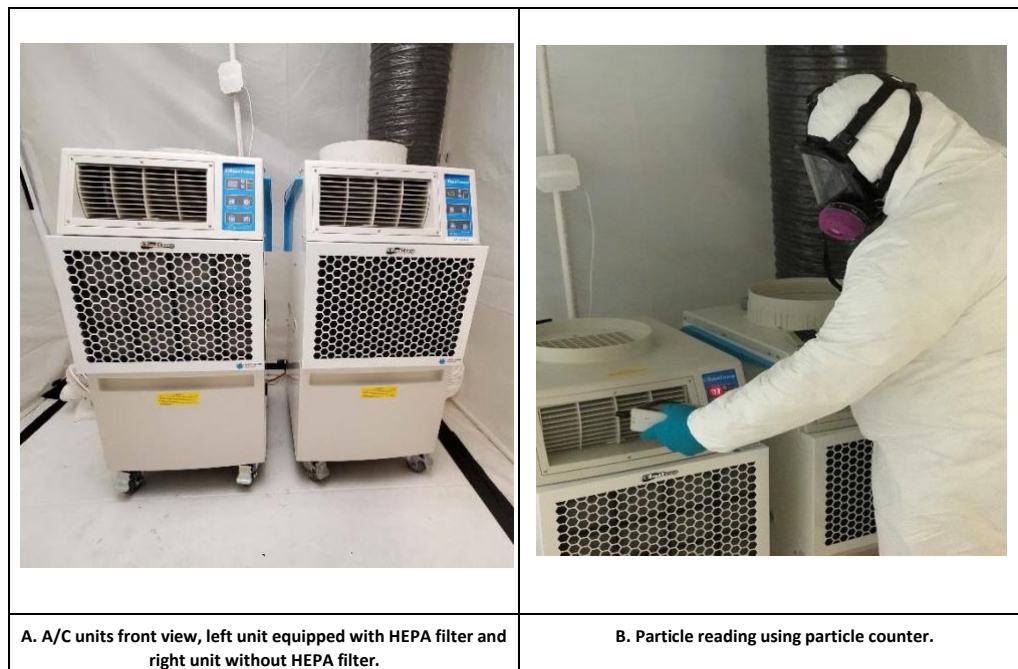 A. A/C units front view, left unit equipped with HEPA filter and
right unit without HEPA filter.
B. Particle reading using particle counter.